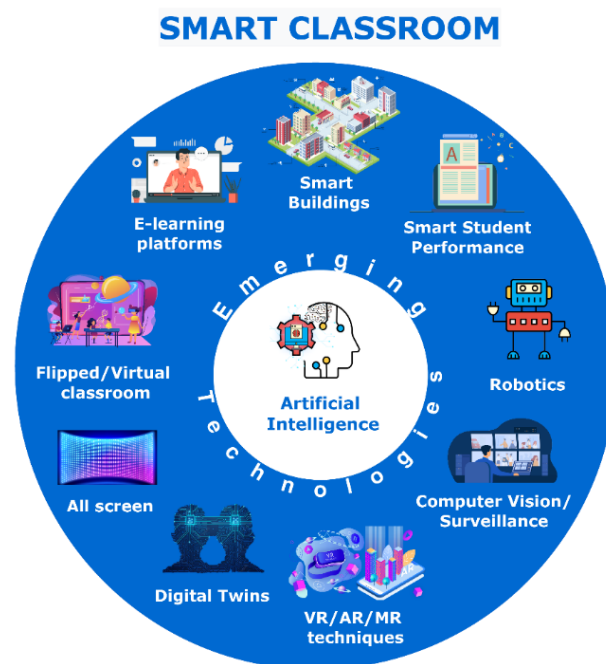 SMART CLASSROOM
Smart
Buildings
Smart Student
Performance
Robotics
Computer Vision/
Surveillance
VR/AR/MR
techniques
Digital Twins
All screen
Flipped/Virtual
classroom
E-learning
platforms
Emerging
Technologies
Artificial
Intelligence
A
AR